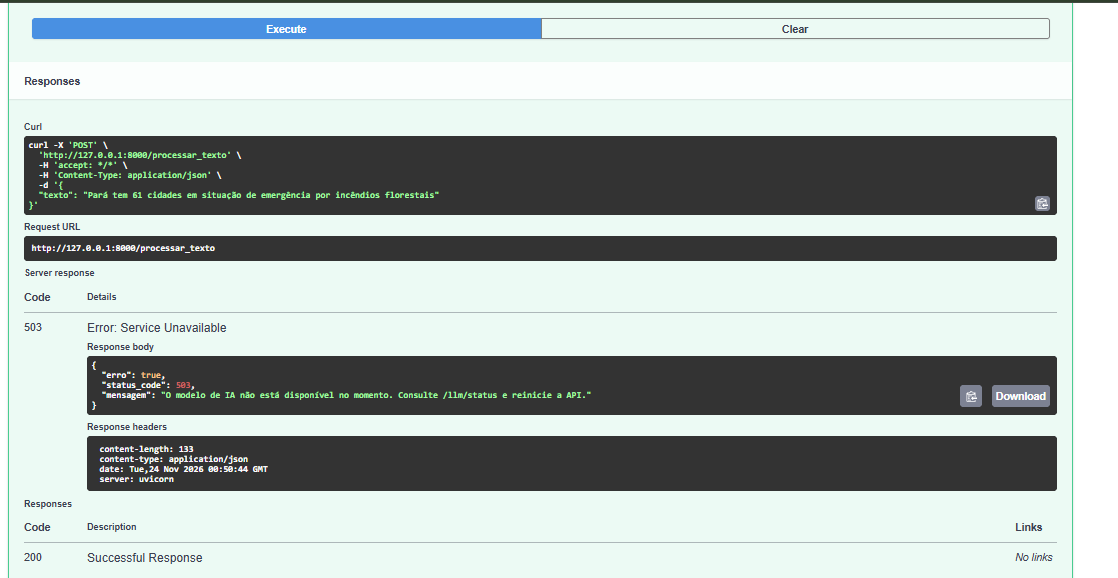 Execute
Clear
Responses
Curl
curl -X 'POST' \
'http://127.0.0.1:8000/processar_texto' \
-H 'accept: */*' \
-H 'Content-Type: application/json' \
-d '{
"texto": "Pará tem 61 cidades em situação de emergência por incêndios florestais"
}'
Request URL
http://127.0.0.1:8000/processar_texto
Server response
Code Details
503 Error: Service Unavailable
Response body
{
"erro": true,
"status_code": 503,
"mensagem": "O modelo de IA não está disponível no momento. Consulte /llm/status e reinicie a API."
}
Download
Response headers
content-length: 133
content-type: application/json
date: Tue,24 Nov 2026 00:50:44 GMT
server: uvicorn
Responses
Code Description Links
200 Successful Response No links